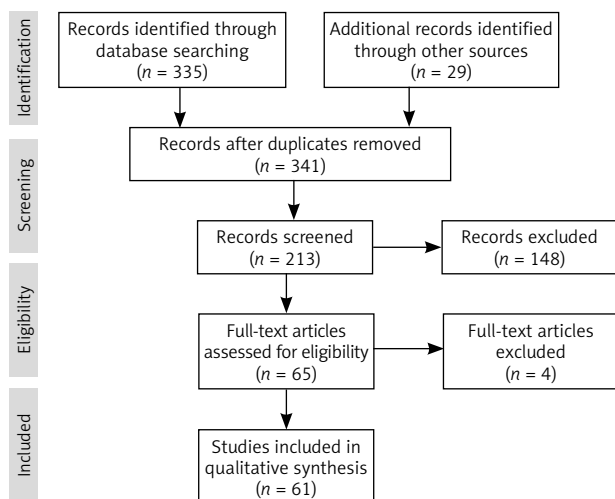 Identification
Records identified through
database searching
(n = 335)
Additional records identified
through other sources
(n = 29)
Records after duplicates removed
(n = 341)
Screening
Records screened
(n = 213)
Records excluded
(n = 148)
Eligibility
Full-text articles
assessed for eligibility
(n = 65)
Full-text articles
excluded
(n = 4)
Included
Studies included in
qualitative synthesis
(n = 61)